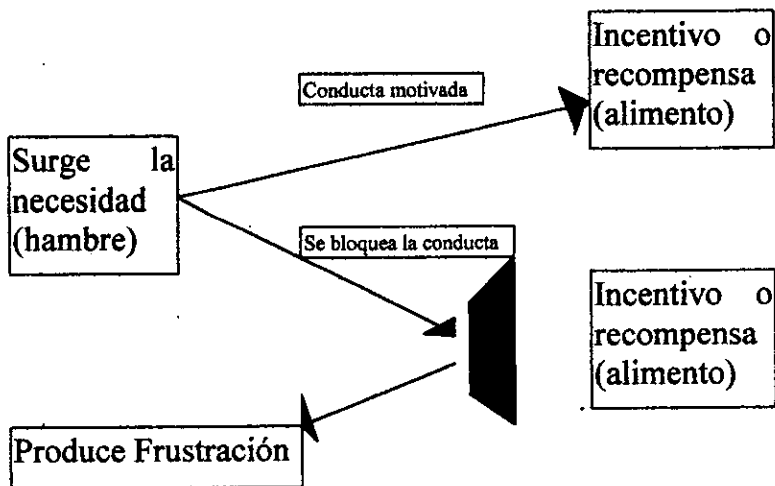 Incentivo o
recompensa
(alimento)
Conducta motivada
Surge la
necesidad
(hambre)
Se bloquea la conducta
Incentivo o
recompensa
(alimento)
Produce Frustración